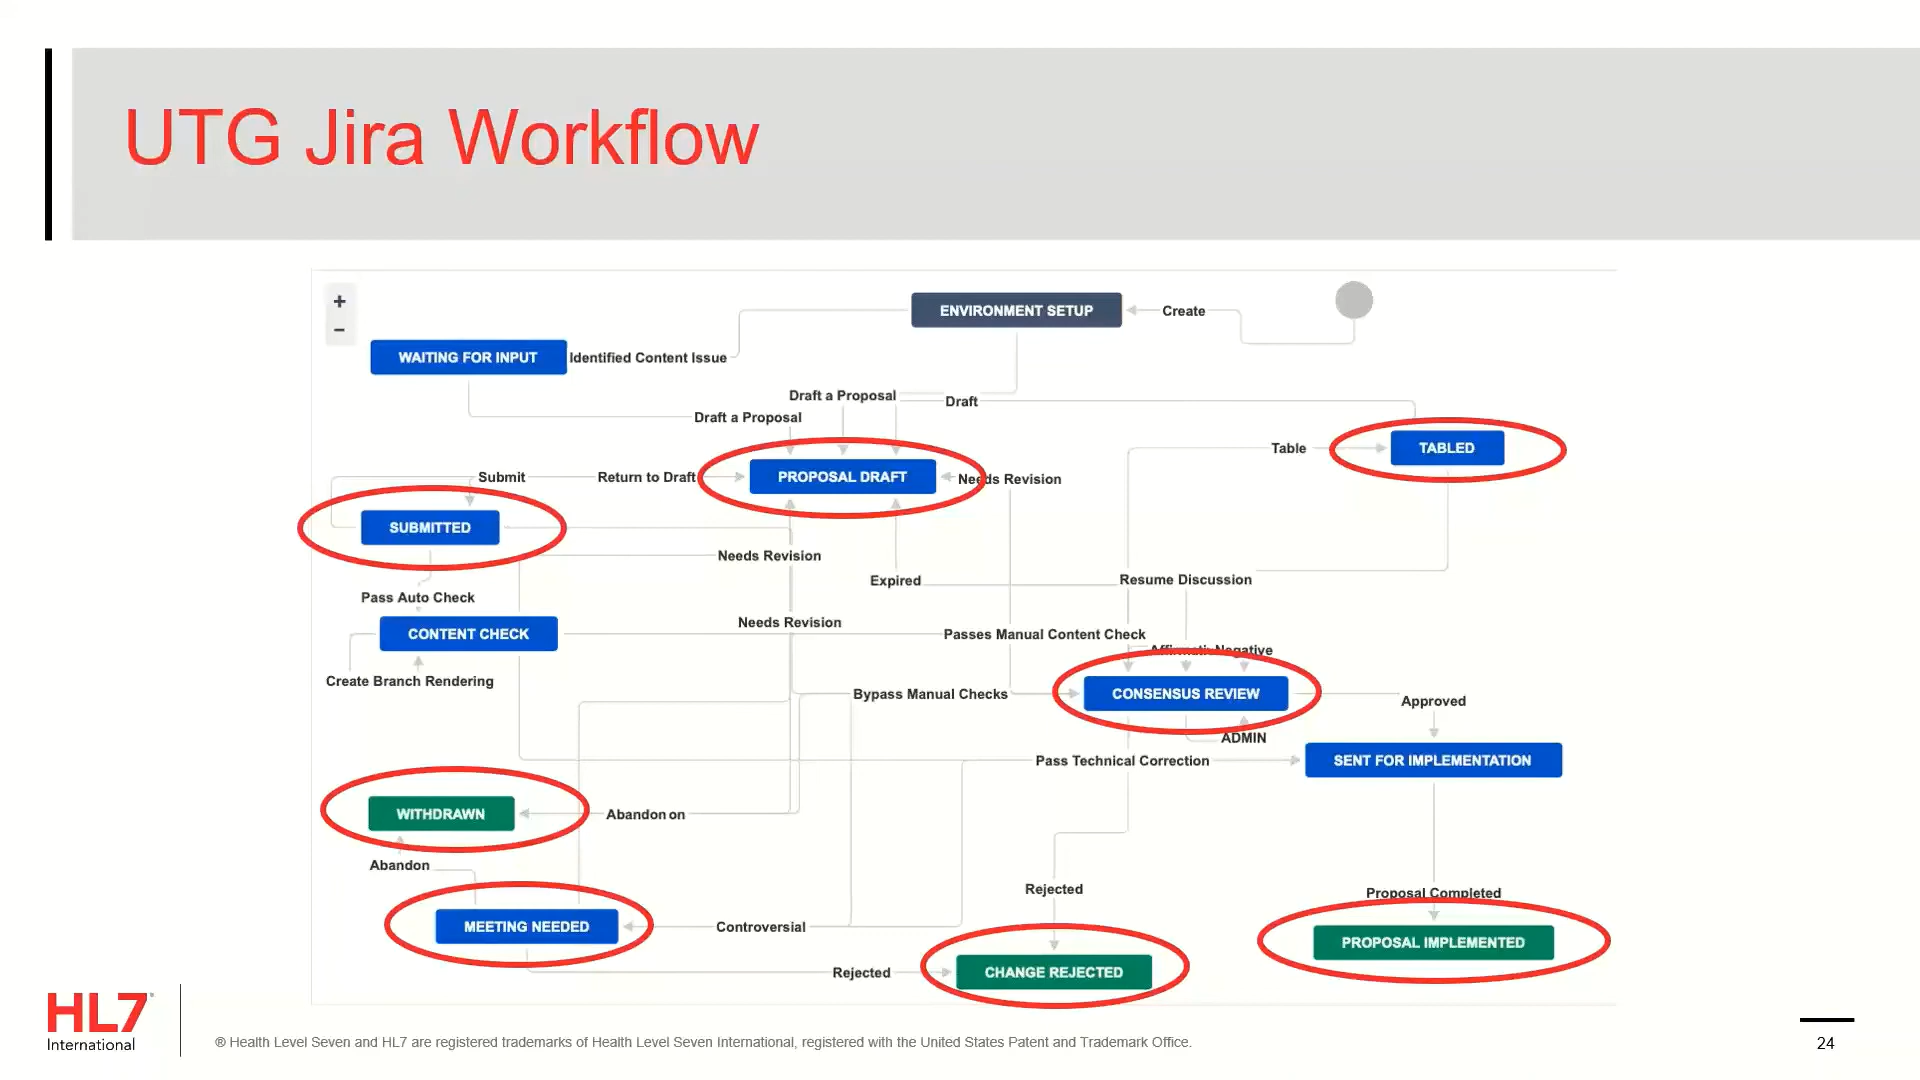 UTG Jira Workflow
+
−
ENVIRONMENT SETUP
Create
WAITING FOR INPUT
Identified Content Issue
Draft a Proposal
Draft
Draft a Proposal
TABLED
Table
Submit
Return to Draft
PROPOSAL DRAFT
Needs Revision
SUBMITTED
Needs Revision
Expired
Resume Discussion
Pass Auto Check
Needs Revision
CONTENT CHECK
Passes Manual Content Check
Negative
Create Branch Rendering
Bypass Manual Checks
CONSENSUS REVIEW
Approved
ADMIN
Pass Technical Correction
SENT FOR IMPLEMENTATION
WITHDRAWN
Abandon on
Abandon
Rejected
Proposal Completed
MEETING NEEDED
Controversial
PROPOSAL IMPLEMENTED
Rejected
CHANGE REJECTED
HL7
International
® Health Level Seven and HL7 are registered trademarks of Health Level Seven International, registered with the United States Patent and Trademark Office.
24